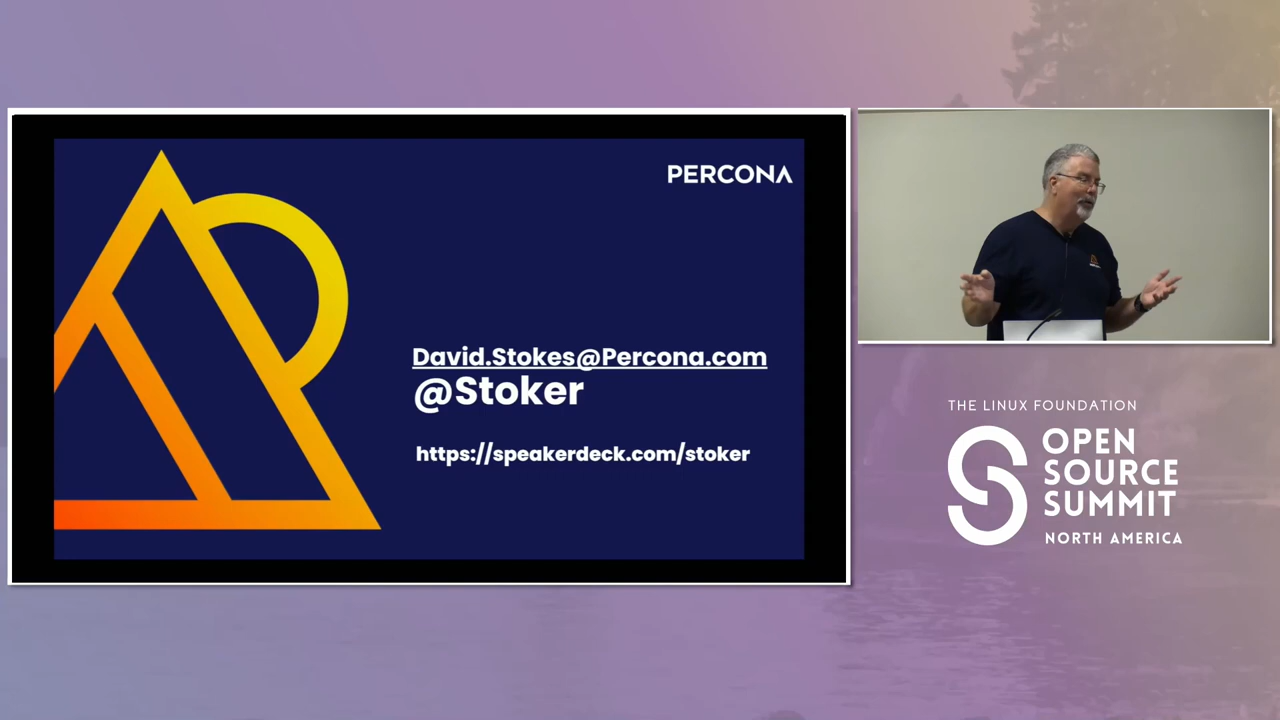 PERCONA
David.Stokes@Percona.com
@Stoker
https://speakerdeck.com/stoker
THE LINUX FOUNDATION
OPEN
SOURCE
SUMMIT
NORTH AMERICA